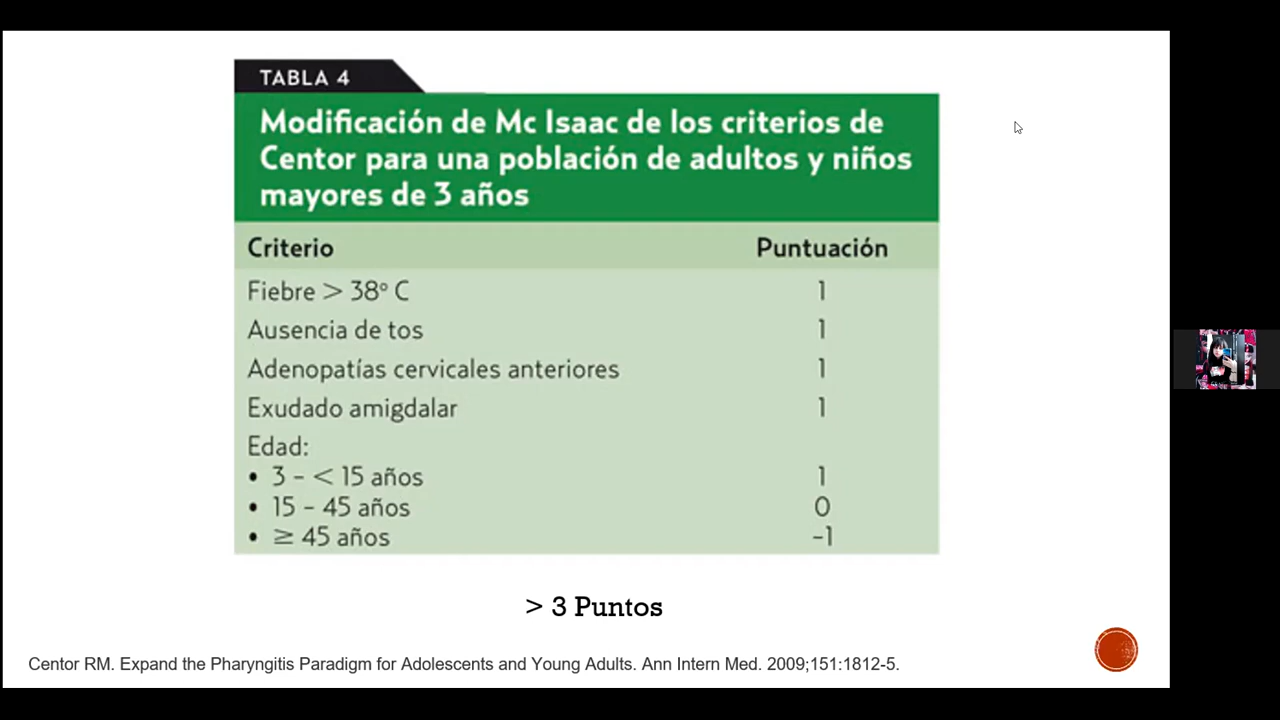 TABLA 4
Modificación de Mc Isaac de los criterios de
Centor para una población de adultos y niños
mayores de 3 años
Criterio Puntuación
Fiebre > 38º C 1
Ausencia de tos 1
Adenopatías cervicales anteriores 1
Exudado amigdalar 1
Edad:
• 3 – < 15 años 1
• 15 – 45 años 0
• ≥ 45 años –1
> 3 Puntos
Centor RM. Expand the Pharyngitis Paradigm for Adolescents and Young Adults. Ann Intern Med. 2009;151:1812-5.